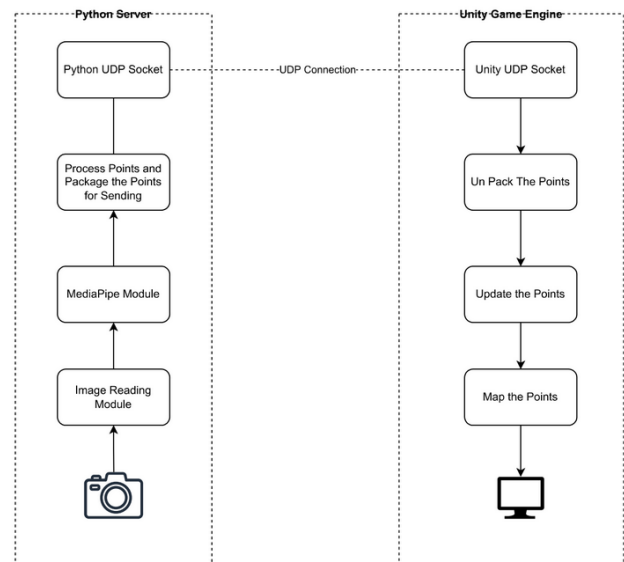 Python Server
Unity Game Engine
Python UDP Socket
UDP Connection
Unity UDP Socket
Process Points and
Package the Points
for Sending
Un Pack The Points
MediaPipe Module
Update the Points
Image Reading
Module
Map the Points